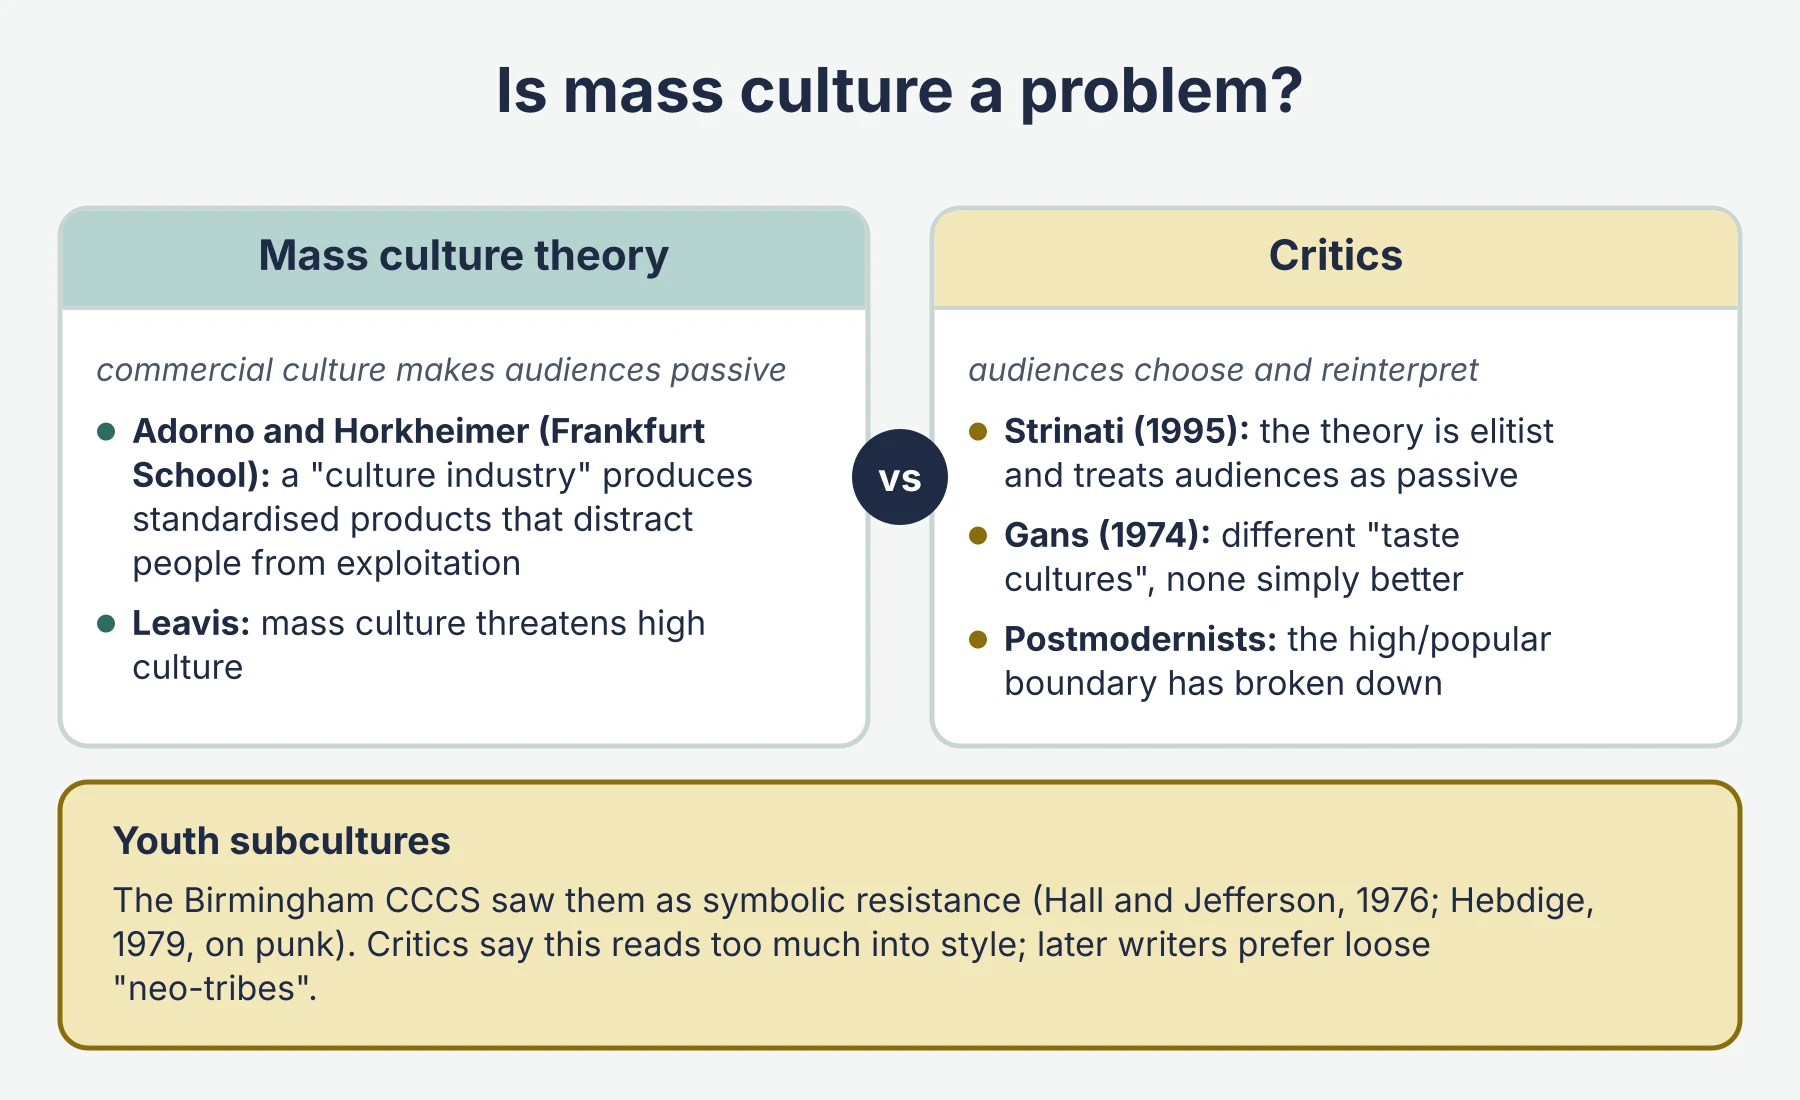 Is mass culture a problem?
Mass culture theory
commercial culture makes audiences passive
Adorno and Horkheimer (Frankfurt
School): a "culture industry" produces
standardised products that distract
people from exploitation
Leavis: mass culture threatens high
culture
vs
Critics
audiences choose and reinterpret
Strinati (1995): the theory is elitist
and treats audiences as passive
Gans (1974): different "taste
cultures", none simply better
Postmodernists: the high/popular
boundary has broken down
Youth subcultures
The Birmingham CCCS saw them as symbolic resistance (Hall and Jefferson, 1976; Hebdige,
1979, on punk). Critics say this reads too much into style; later writers prefer loose
"neo-tribes".